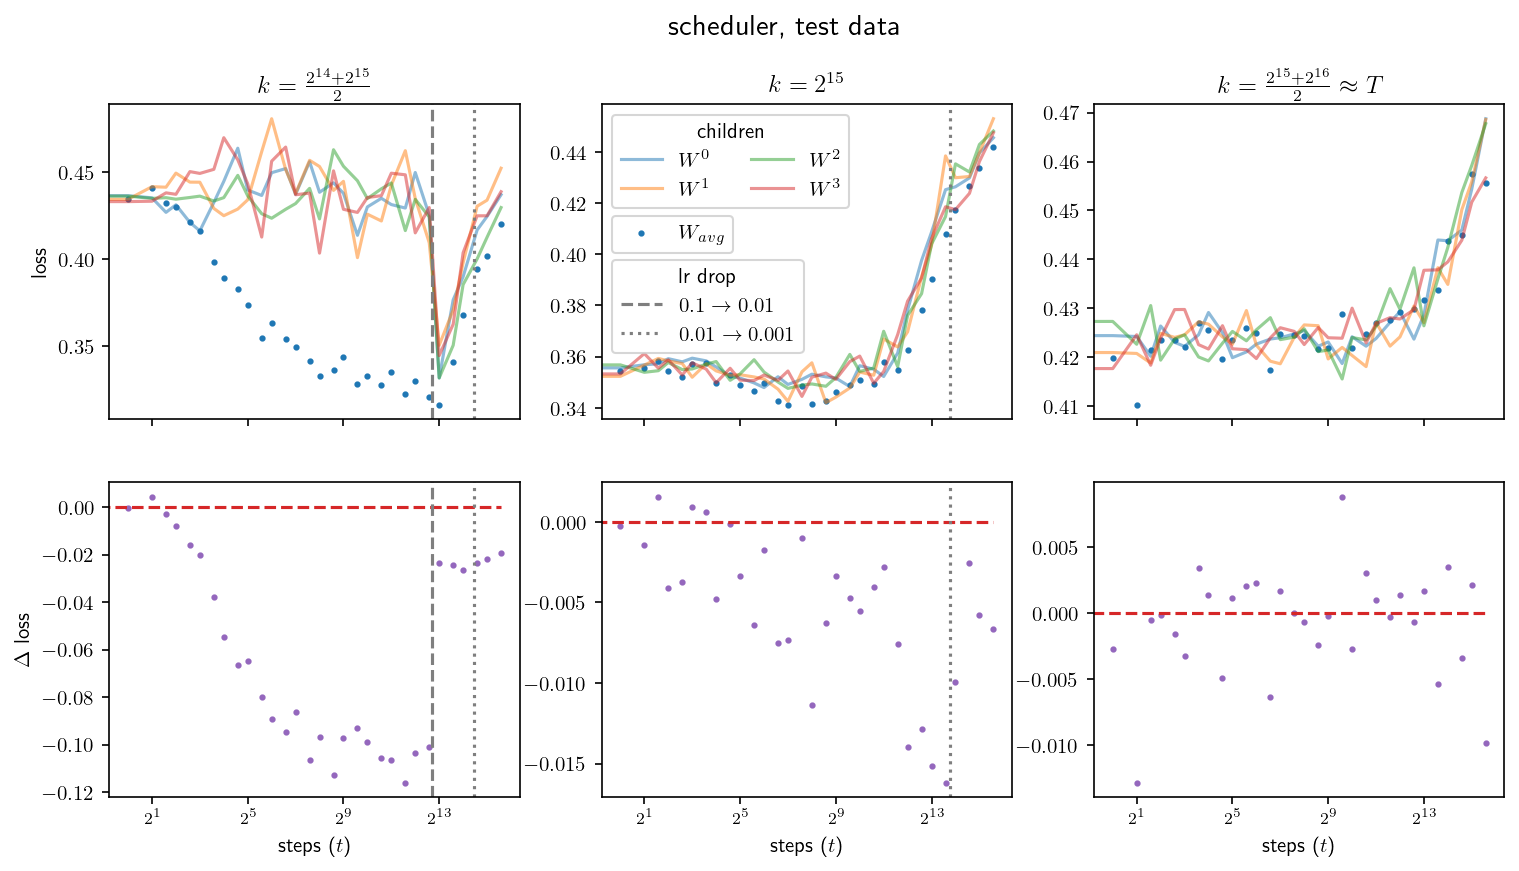 scheduler, test data
k = (2^14+2^15)/2
k = 2^15
k = (2^15+2^16)/2 ≈ T
loss
0.45
0.40
0.35
0.44
0.42
0.40
0.38
0.36
0.34
children
W^0 W^2
W^1 W^3
W_avg
lr drop
0.1 → 0.01
0.01 → 0.001
0.47
0.46
0.45
0.44
0.43
0.42
0.41
Δ loss
0.00
−0.02
−0.04
−0.06
−0.08
−0.10
−0.12
2^1 2^5 2^9 2^13
steps (t)
0.000
−0.005
−0.010
−0.015
2^1 2^5 2^9 2^13
steps (t)
0.005
0.000
−0.005
−0.010
2^1 2^5 2^9 2^13
steps (t)